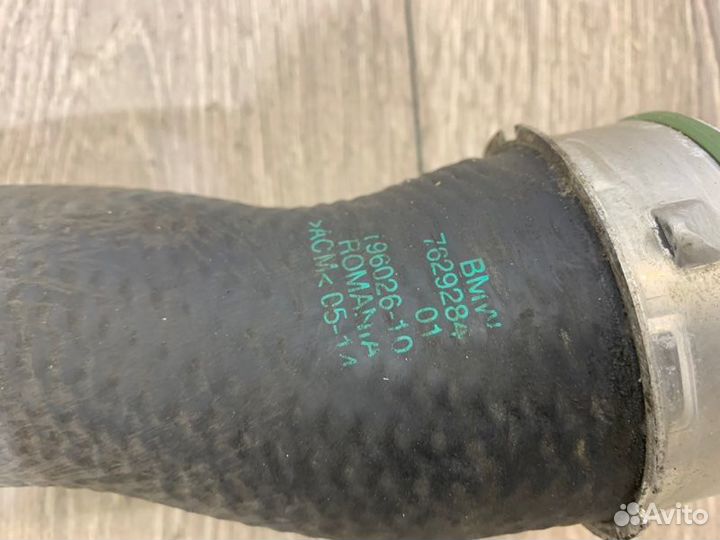 BMW
7629284
01
196026-10
ROMANIA
>ACM< 05-14
Avito